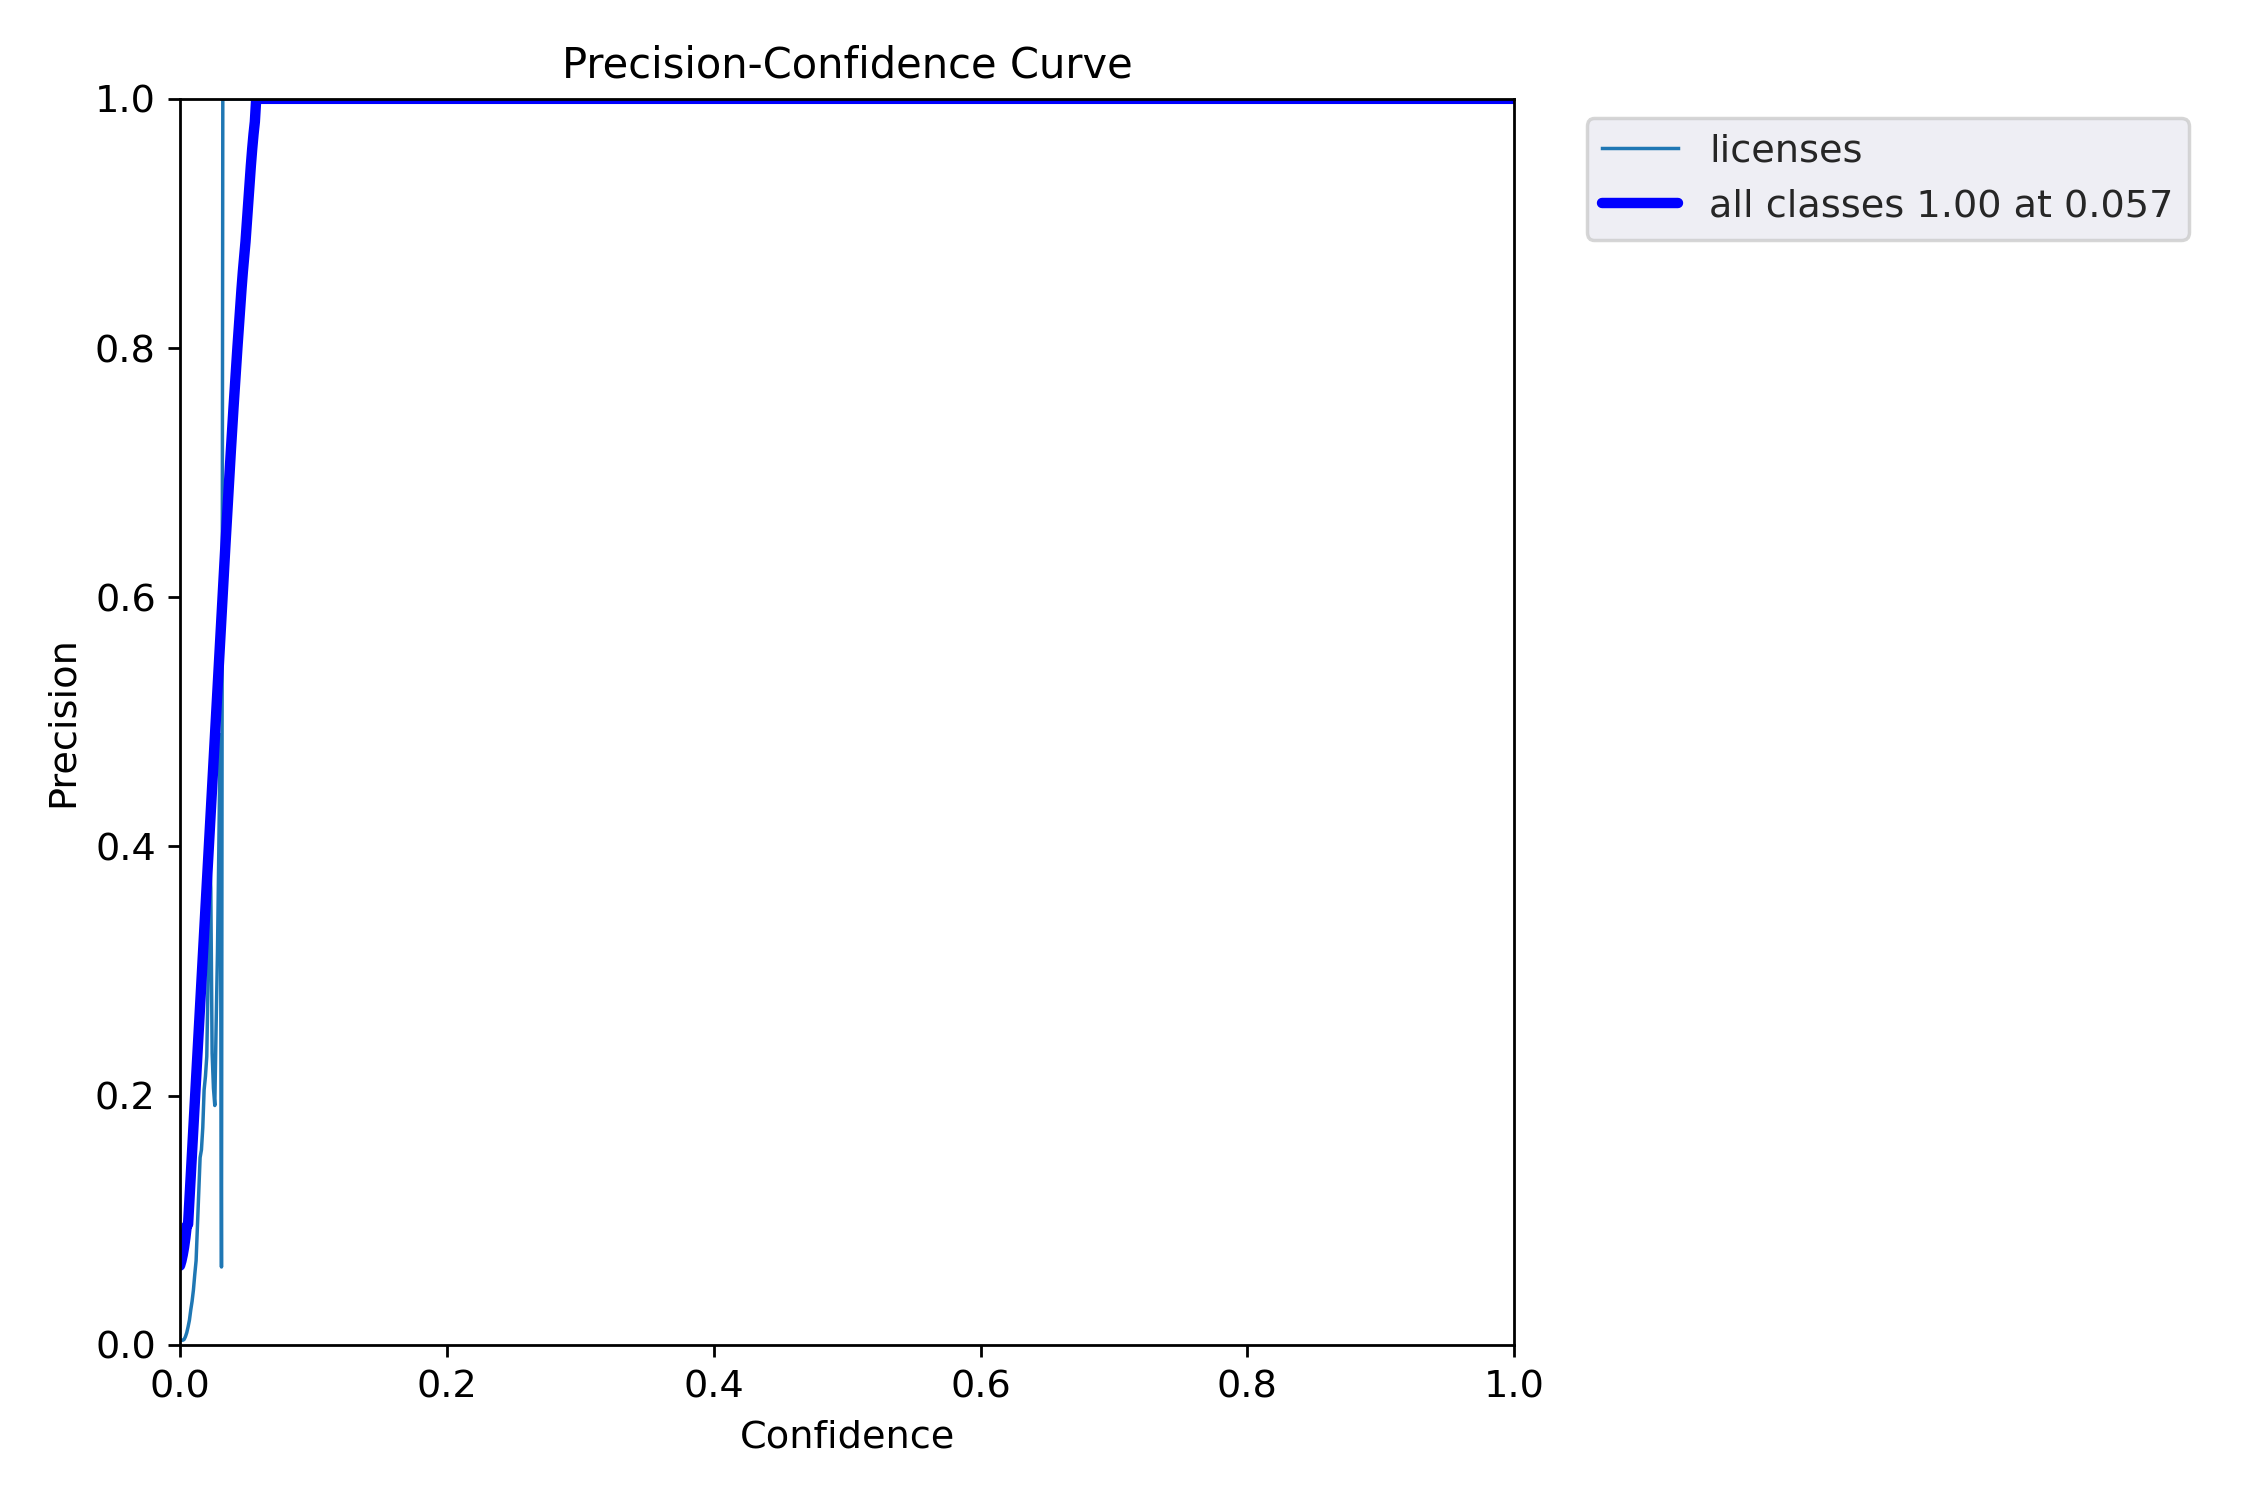 Precision-Confidence Curve
1.0
0.8
0.6
0.4
0.2
0.0
Precision
0.0 0.2 0.4 0.6 0.8 1.0
Confidence
licenses
all classes 1.00 at 0.057